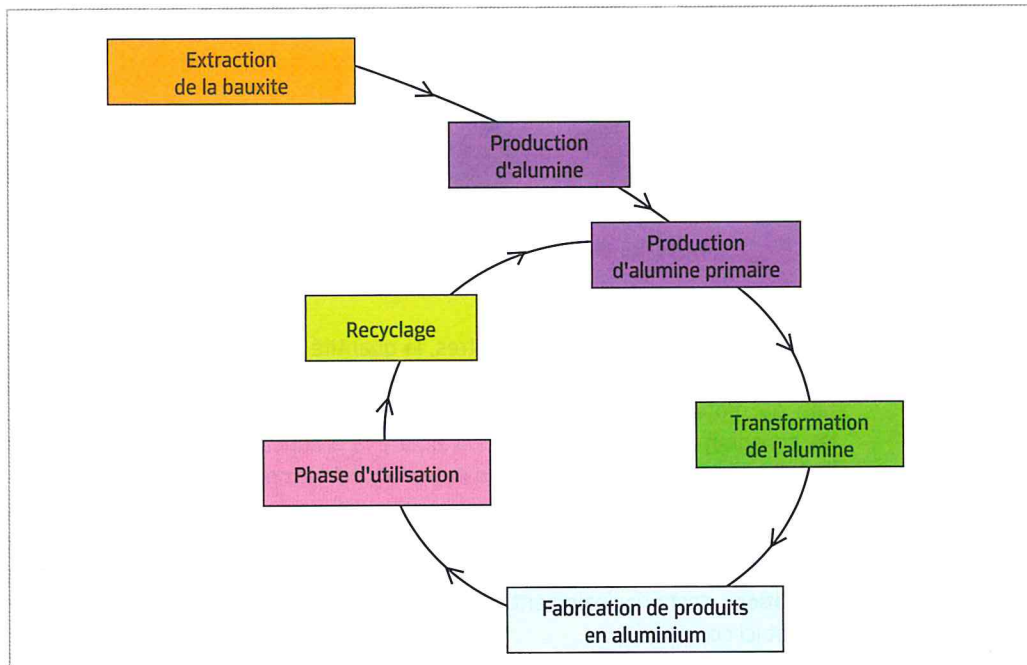 Extraction
de la bauxite
Production
d'alumine
Production
d'alumine primaire
Recyclage
Transformation
de l'alumine
Phase d'utilisation
Fabrication de produits
en aluminium